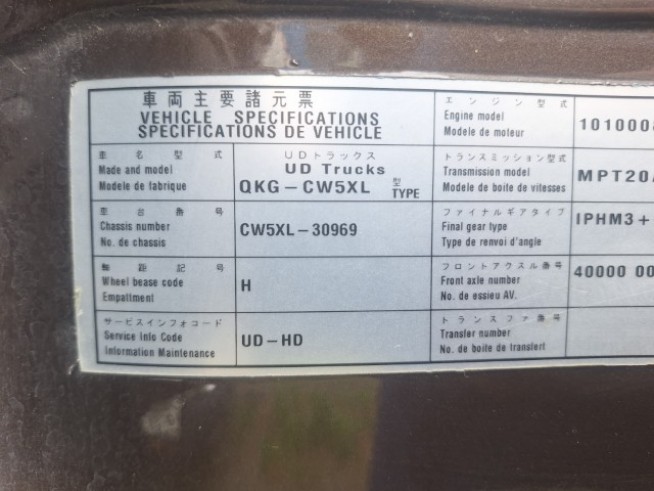 車両主要諸元票
VEHICLE SPECIFICATIONS
SPECIFICATIONS DE VEHICLE
車名型式
Made and model
Modele de fabrique
UDトラックス
UD Trucks
QKG-CW5XL 型 TYPE
車台番号
Chassis number
No. de chassis
CW5XL-30969
軸距記号
Wheel bease code
Empattment
H
サービスインフォコード
Service Info Code
Information Maintenance
UD-HD
エンジン型式
Engine model
Modele de moteur
101000
トランスミッション型式
Transmission model
Modele de boite de vitesses
MPT20
ファイナルギアタイプ
Final gear type
Type de renvoi d'angle
IPHM3+
フロントアクスル番号
Front axle number
No. de essieu AV.
40000 00
トランスファ番号
Transfer number
No. de boite de transfert